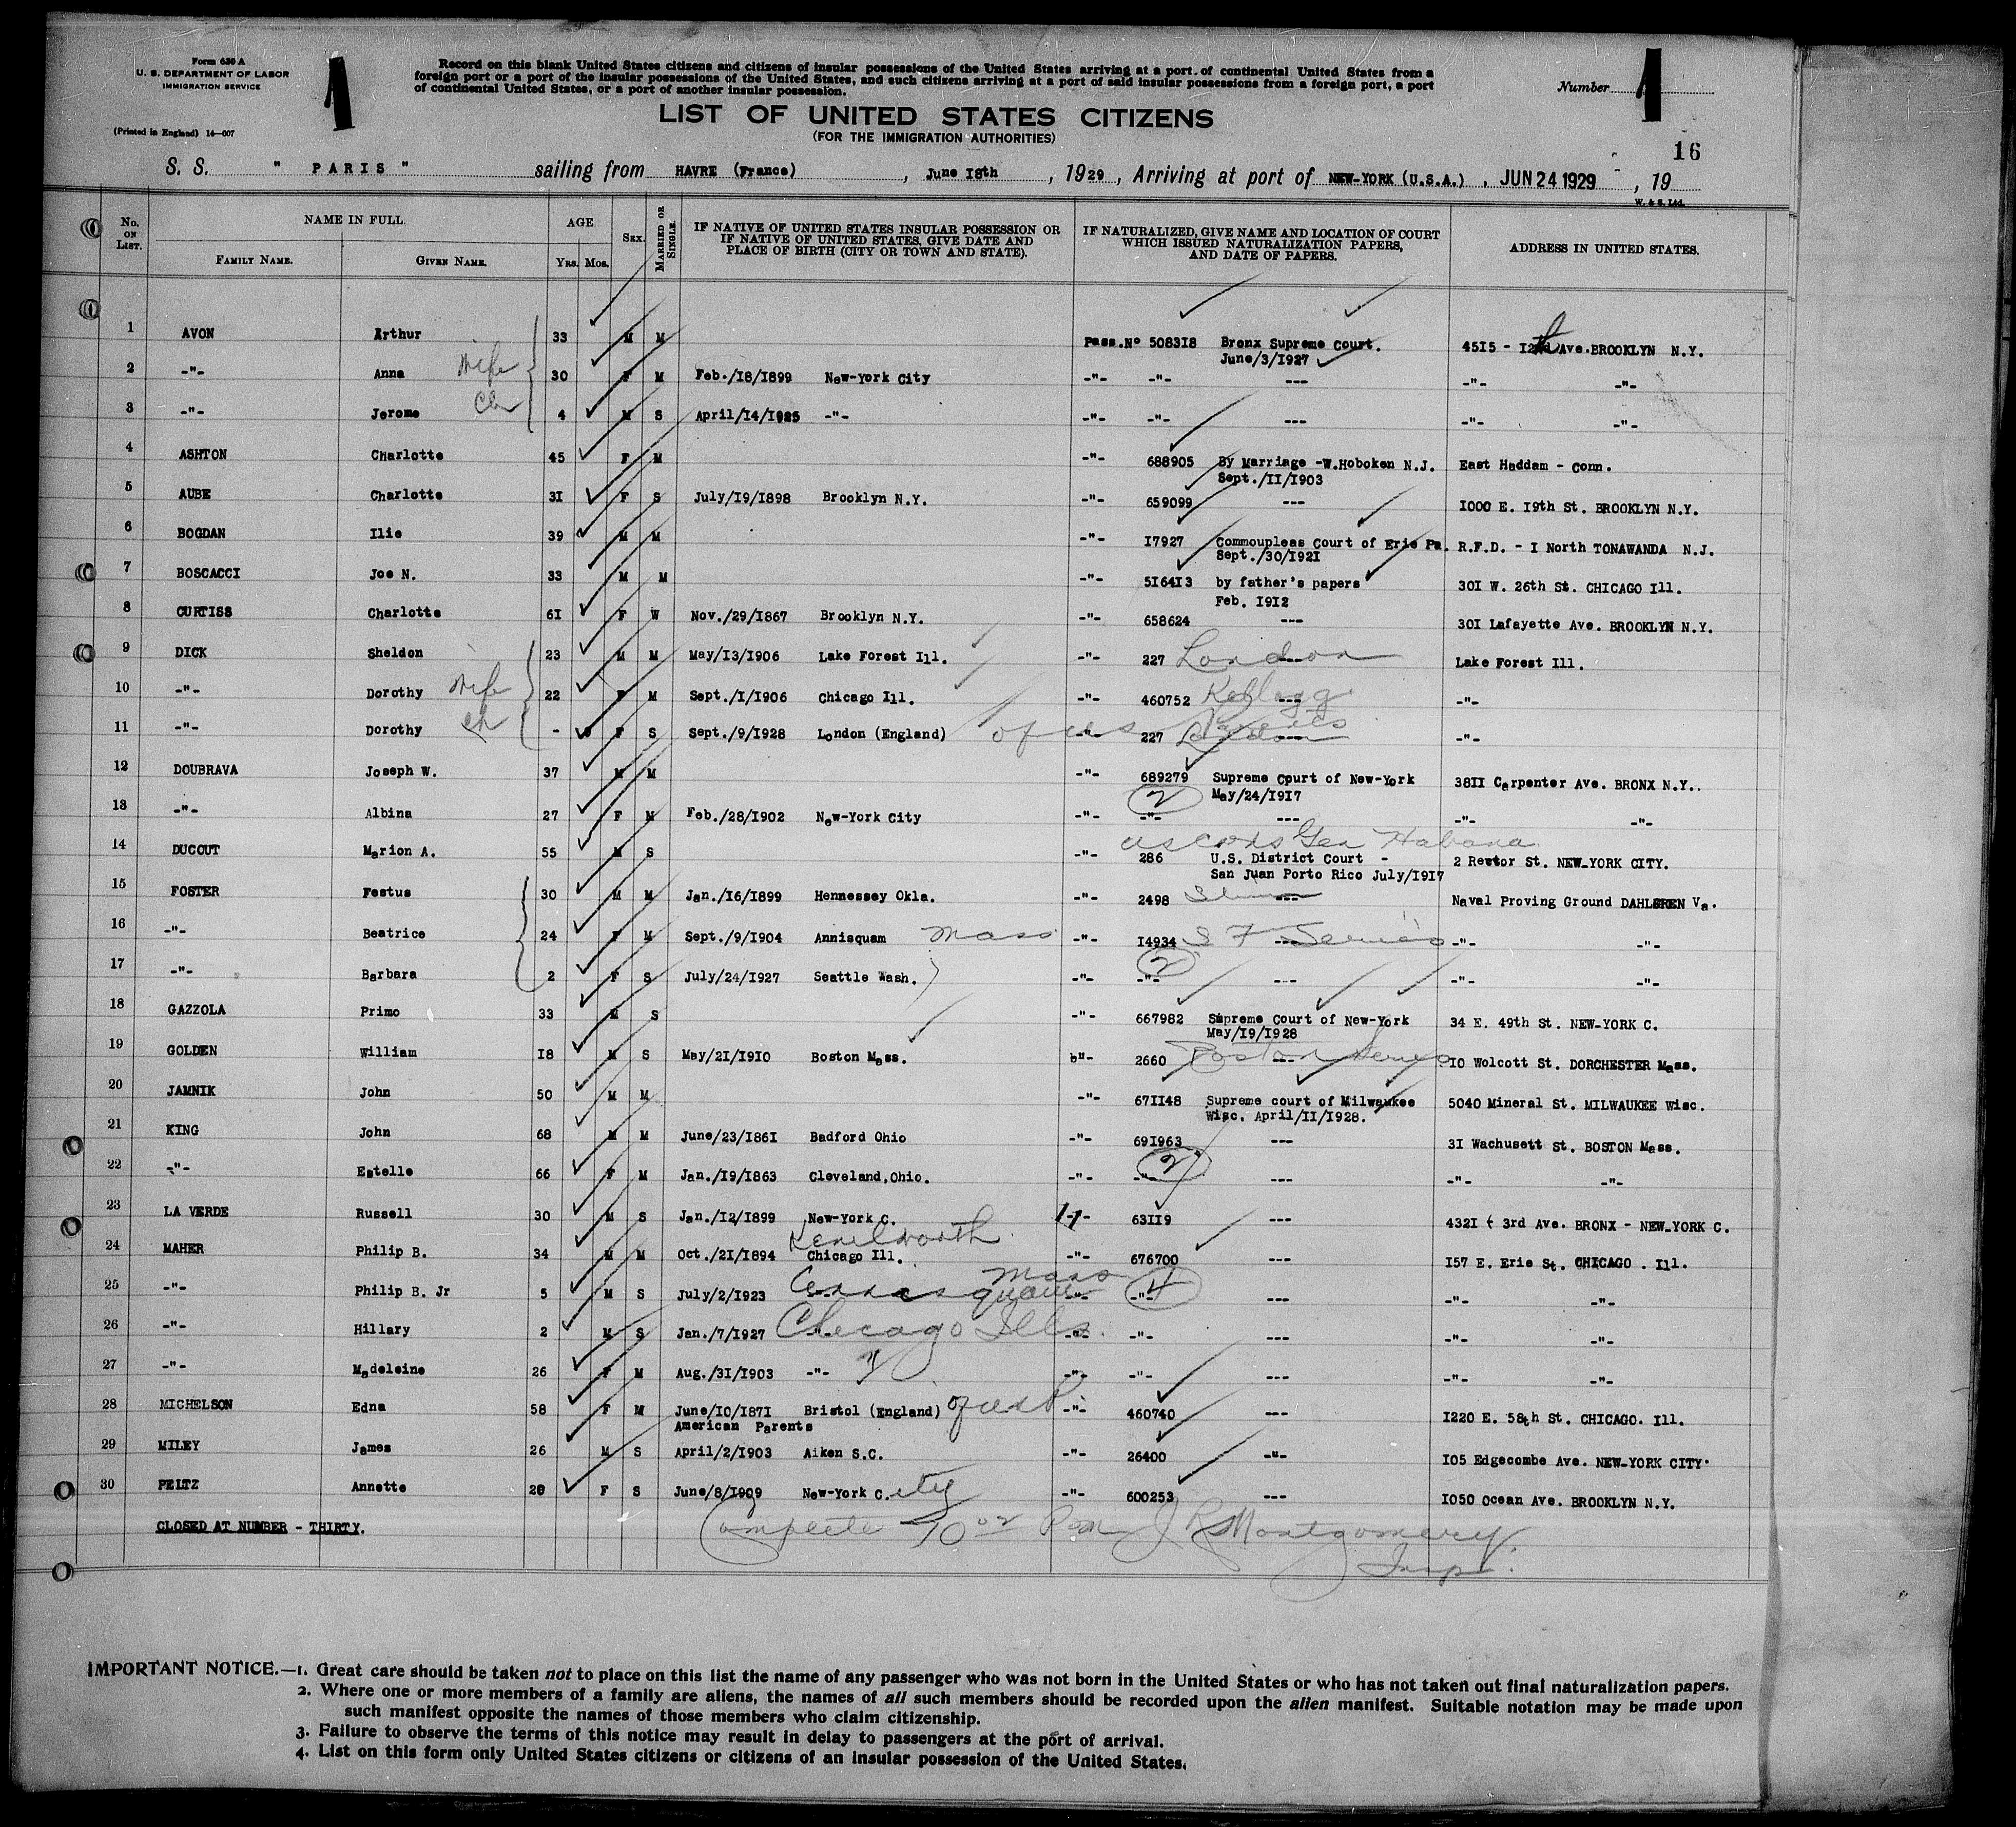 Form 630 A
U. S. DEPARTMENT OF LABOR
IMMIGRATION SERVICE
(Printed in England) 14—607
1
Record on this blank United States citizens and citizens of insular possessions of the United States arriving at a port of continental United States from a
foreign port or a port of the insular possessions of the United States, and such citizens arriving at a port of said insular possessions from a foreign port, a port
of continental United States, or a port of another insular possession.
Number 1
LIST OF UNITED STATES CITIZENS
(FOR THE IMMIGRATION AUTHORITIES)
16
S. S. " PARIS " sailing from HAVRE (France), June 18th, 1929, Arriving at port of NEW-YORK (U.S.A.), JUN 24 1929, 19
W. & S. Ltd.
No. ON LIST. NAME IN FULL. FAMILY NAME. GIVEN NAME. AGE YRS. MOS. SEX. MARRIED OR SINGLE. IF NATIVE OF UNITED STATES INSULAR POSSESSION OR IF NATIVE OF UNITED STATES, GIVE DATE AND PLACE OF BIRTH (CITY OR TOWN AND STATE). IF NATURALIZED, GIVE NAME AND LOCATION OF COURT WHICH ISSUED NATURALIZATION PAPERS, AND DATE OF PAPERS. ADDRESS IN UNITED STATES.
1 AVON Arthur 33 M M Pass.N° 508318 Bronx Supreme Court. 4515 - 12th Ave. BROOKLYN N.Y.
June/3/1927
2 -"- Anna Wife 30 F M Feb./18/1899 New-York City -"- -"- --- -"- -"-
3 -"- Jerome Ch 4 M S April/14/1925 -"- -"- -"- --- -"- -"-
4 ASHTON Charlotte 45 F M -"- 688905 By Marriage -W.Hoboken N.J. East Haddam - Conn.
Sept./11/1903
5 AUBE Charlotte 31 F S July/19/1898 Brooklyn N.Y. -"- 659099 --- 1000 E. 19th St. BROOKLYN N.Y.
6 BOGDAN Ilie 39 M M -"- 17927 Commoupleas Court of Erie Pa. R.F.D. - 1 North TONAWANDA N.J.
Sept./30/1921
7 BOSCACCI Joe N. 33 M M -"- 516413 by father's papers 301 W. 26th St. CHICAGO Ill.
Feb. 1912
8 CURTISS Charlotte 61 F W Nov./29/1867 Brooklyn N.Y. -"- 658624 --- 301 Lafayette Ave. BROOKLYN N.Y.
9 DICK Sheldon 23 M M May/13/1906 Lake Forest Ill. -"- 227 London --- Lake Forest Ill.
10 -"- Dorothy Wife 22 F M Sept./1/1906 Chicago Ill. -"- 460752 Kellogg --- -"-
11 -"- Dorothy ch - F S Sept./9/1928 London (England) of us -"- 227 London --- -"-
12 DOUBRAVA Joseph W. 37 M M -"- 689279 Supreme Court of New-York 3811 Carpenter Ave. BRONX N.Y..
May/24/1917
13 -"- Albina 27 F M Feb./28/1902 New-York City -"- -"- 2 --- -"- -"-
14 DUCOUT Marion A. 55 M S -"- 286 Gen Habana U.S. District Court - 2 Rector St. NEW-YORK CITY.
San Juan Porto Rico July/1917
15 FOSTER Festus 30 M M Jan./16/1899 Hennessey Okla. -"- 2498 --- Naval Proving Ground DAHLGREN Va.
16 -"- Beatrice 24 F M Sept./9/1904 Annisquam Mass -"- 14934 S F Series --- -"- -"-
17 -"- Barbara 2 F S July/24/1927 Seattle Wash. -"- -"- 2 --- -"- -"-
18 GAZZOLA Primo 33 M S -"- 667982 Supreme Court of New-York 34 E. 49th St. NEW-YORK C.
May/19/1928
19 GOLDEN William 18 M S May/21/1910 Boston Mass. -"- 2660 Boston Series --- 10 Wolcott St. DORCHESTER Mass.
20 JAMNIK John 50 M M -"- 671148 Supreme court of Milwaukee 5040 Mineral St. MILWAUKEE Wisc.
Wisc. April/11/1928.
21 KING John 68 M M June/23/1861 Badford Ohio -"- 691963 --- 31 Wachusett St. BOSTON Mass.
22 -"- Estelle 66 F M Jan./19/1863 Cleveland,Ohio. -"- -"- 2 --- -"- -"-
23 LA VERDE Russell 30 M S Jan./12/1899 New-York C. -"- 63119 --- 4321 - 3rd Ave. BRONX - NEW-YORK C.
24 MAHER Philip B. 34 M M Oct./21/1894 Kenilworth Chicago Ill. -"- 676700 --- 157 E. Erie St. CHICAGO . Ill.
25 -"- Philip B. Jr 5 M S July/2/1923 Annisquam Mass -"- -"- 4 --- -"- -"-
26 -"- Hillary 2 M S Jan./7/1927 Chicago Ills. -"- -"- --- -"- -"-
27 -"- Madeleine 26 F M Aug./31/1903 -"- -"- -"- --- -"- -"-
28 MICHELSON Edna 58 F M June/10/1871 Bristol (England) of us P -"- 460740 --- 1220 E. 58th St. CHICAGO. Ill.
American Parents
29 MILEY James 26 M S April/2/1903 Aiken S.C. -"- 26400 -"- 105 Edgecombe Ave. NEW-YORK CITY.
30 PELTZ Annette 20 F S June/8/1909 New-York C.ity -"- 600253 --- 1050 Ocean Ave. BROOKLYN N.Y.
CLOSED AT NUMBER - THIRTY.
Complete J R Montgomery
Insp.
IMPORTANT NOTICE.—1. Great care should be taken not to place on this list the name of any passenger who was not born in the United States or who has not taken out final naturalization papers.
2. Where one or more members of a family are aliens, the names of all such members should be recorded upon the alien manifest. Suitable notation may be made upon
such manifest opposite the names of those members who claim citizenship.
3. Failure to observe the terms of this notice may result in delay to passengers at the port of arrival.
4. List on this form only United States citizens or citizens of an insular possession of the United States.